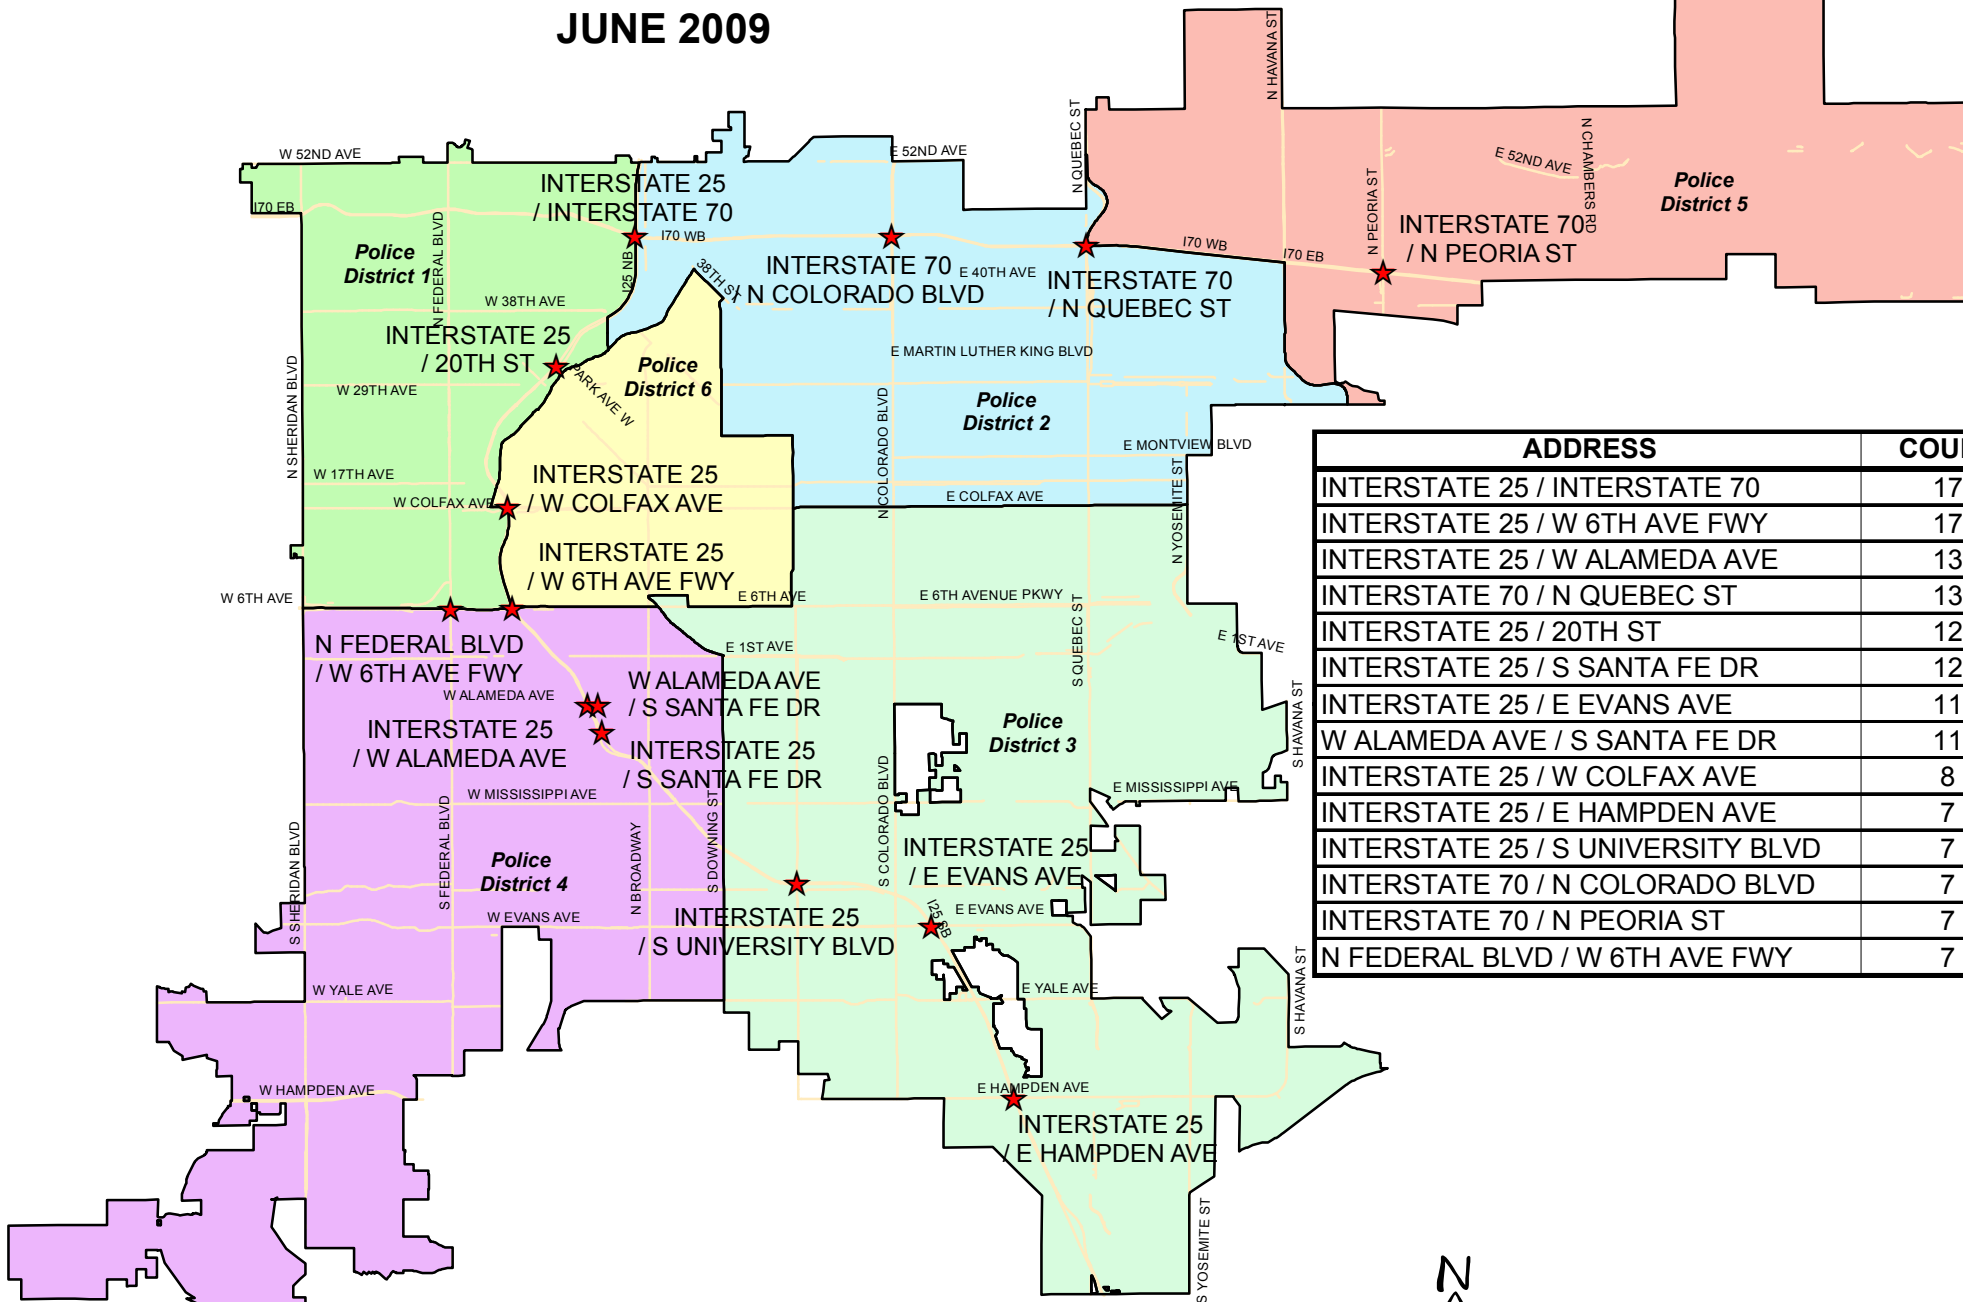 JUNE 2009
N HAVANA ST
N QUEBEC ST
W 52ND AVE
E 52ND AVE
E 52ND AVE
N CHAMBERS RD
N PEORIA ST
Police
District 5
INTERSTATE 25
/ INTERSTATE 70
I70 EB
N FEDERAL BLVD
Police
District 1
I70 WB
I70 WB
I70 EB
INTERSTATE 70
/ N PEORIA ST
I25 NB
38TH ST
INTERSTATE 70
/ N COLORADO BLVD
E 40TH AVE
INTERSTATE 70
/ N QUEBEC ST
W 38TH AVE
INTERSTATE 25
/ 20TH ST
E MARTIN LUTHER KING BLVD
Police
District 6
N SHERIDAN BLVD
W 29TH AVE
PARK AVE W
N COLORADO BLVD
Police
District 2
E MONTVIEW BLVD
W 17TH AVE
INTERSTATE 25
/ W COLFAX AVE
W COLFAX AVE
E COLFAX AVE
N YOSEMITE ST
INTERSTATE 25
/ W 6TH AVE FWY
W 6TH AVE
E 6TH AVE
E 6TH AVENUE PKWY
N FEDERAL BLVD
/ W 6TH AVE FWY
E 1ST AVE
E 1ST AVE
S QUEBEC ST
W ALAMEDA AVE
W ALAMEDA AVE
/ S SANTA FE DR
INTERSTATE 25
/ W ALAMEDA AVE
INTERSTATE 25
/ S SANTA FE DR
Police
District 3
S HAVANA ST
W MISSISSIPPI AVE
E MISSISSIPPI AVE
S SHERIDAN BLVD
S FEDERAL BLVD
Police
District 4
N BROADWAY
S DOWNING ST
S COLORADO BLVD
INTERSTATE 25
/ E EVANS AVE
W EVANS AVE
INTERSTATE 25
/ S UNIVERSITY BLVD
I25 SB
E EVANS AVE
W YALE AVE
E YALE AVE
S HAVANA ST
W HAMPDEN AVE
E HAMPDEN AVE
INTERSTATE 25
/ E HAMPDEN AVE
S YOSEMITE ST
ADDRESS COU
INTERSTATE 25 / INTERSTATE 70 17
INTERSTATE 25 / W 6TH AVE FWY 17
INTERSTATE 25 / W ALAMEDA AVE 13
INTERSTATE 70 / N QUEBEC ST 13
INTERSTATE 25 / 20TH ST 12
INTERSTATE 25 / S SANTA FE DR 12
INTERSTATE 25 / E EVANS AVE 11
W ALAMEDA AVE / S SANTA FE DR 11
INTERSTATE 25 / W COLFAX AVE 8
INTERSTATE 25 / E HAMPDEN AVE 7
INTERSTATE 25 / S UNIVERSITY BLVD 7
INTERSTATE 70 / N COLORADO BLVD 7
INTERSTATE 70 / N PEORIA ST 7
N FEDERAL BLVD / W 6TH AVE FWY 7
N